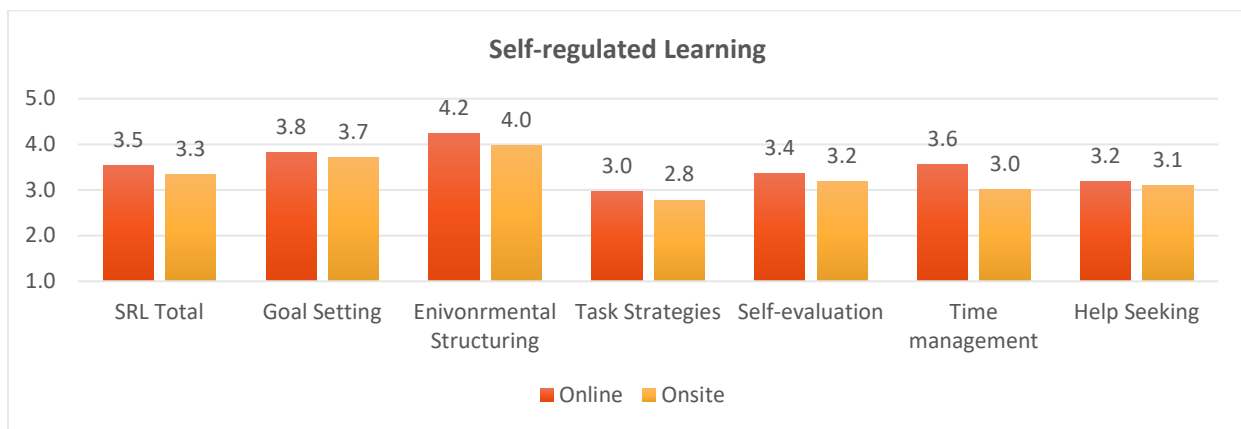 Self-regulated Learning
5.0
4.0
3.0
2.0
1.0
3.5
3.3
3.8
3.7
4.2
4.0
3.0
2.8
3.4
3.2
3.6
3.0
3.2
3.1
SRL Total
Goal Setting
Enivonrmental
Structuring
Task Strategies
Self-evaluation
Time
management
Help Seeking
Online
Onsite